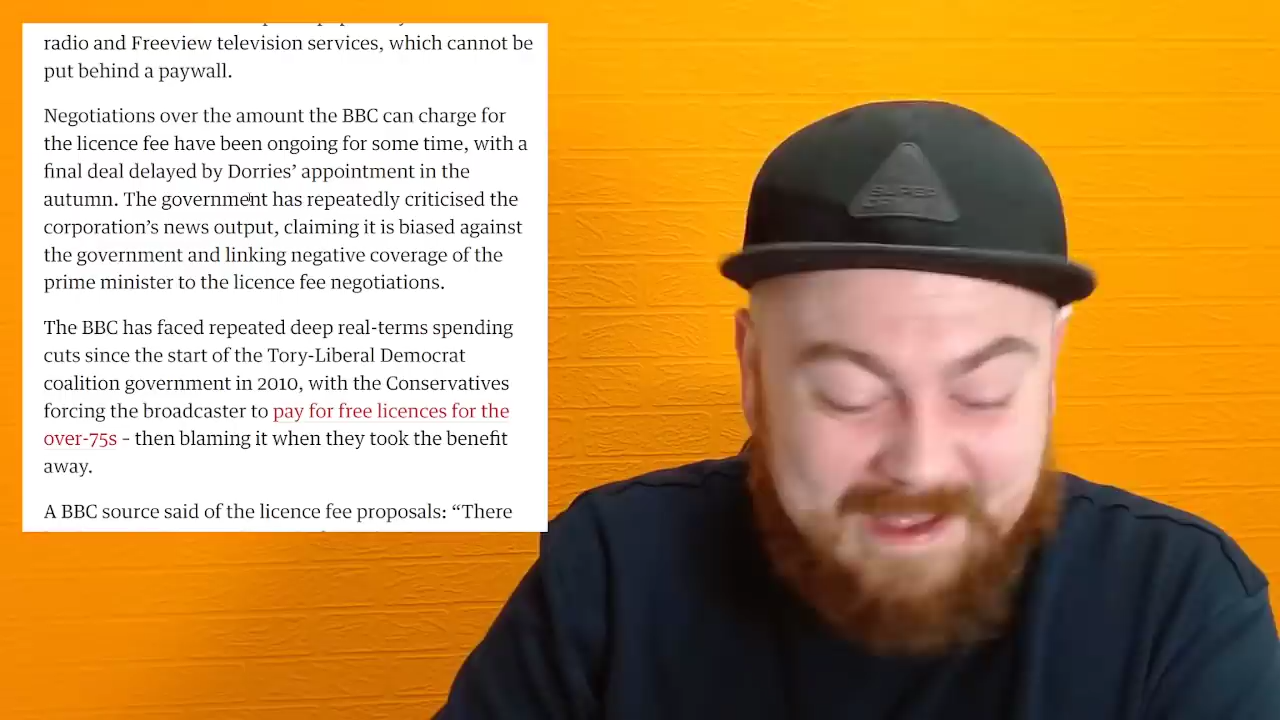 radio and Freeview television services, which cannot be
put behind a paywall.
Negotiations over the amount the BBC can charge for
the licence fee have been ongoing for some time, with a
final deal delayed by Dorries’ appointment in the
autumn. The government has repeatedly criticised the
corporation’s news output, claiming it is biased against
the government and linking negative coverage of the
prime minister to the licence fee negotiations.
The BBC has faced repeated deep real-terms spending
cuts since the start of the Tory-Liberal Democrat
coalition government in 2010, with the Conservatives
forcing the broadcaster to pay for free licences for the
over-75s – then blaming it when they took the benefit
away.
A BBC source said of the licence fee proposals: “There
SUPER